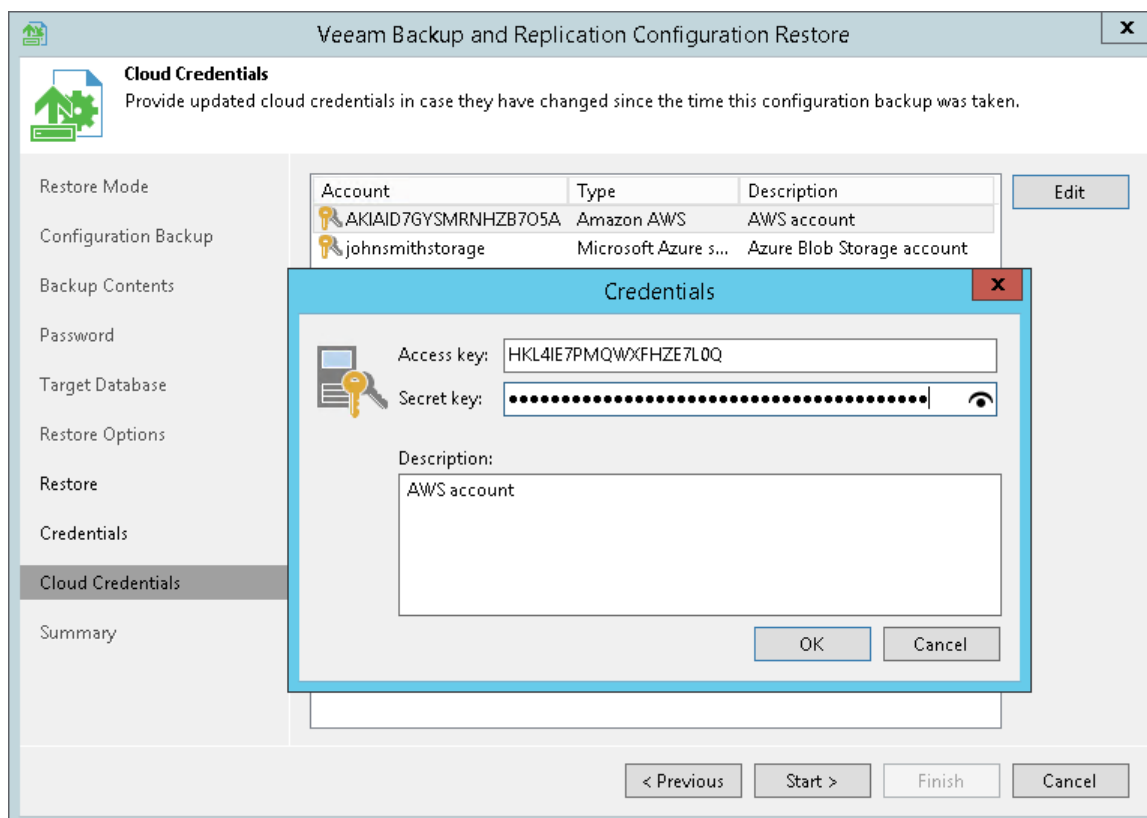 Veeam Backup and Replication Configuration Restore
x
Cloud Credentials
Provide updated cloud credentials in case they have changed since the time this configuration backup was taken.
Restore Mode
Configuration Backup
Backup Contents
Password
Target Database
Restore Options
Restore
Credentials
Cloud Credentials
Summary
Account Type Description
AKIAID7GYSMRNHZB7O5A Amazon AWS AWS account
johnsmithstorage Microsoft Azure s... Azure Blob Storage account
Edit
Credentials
x
Access key: HKL4IE7PMQWXFHZE7L0Q
Secret key: ●●●●●●●●●●●●●●●●●●●●●●●●●●●●●●●●●●●●●●●●
Description:
AWS account
OK Cancel
< Previous Start > Finish Cancel